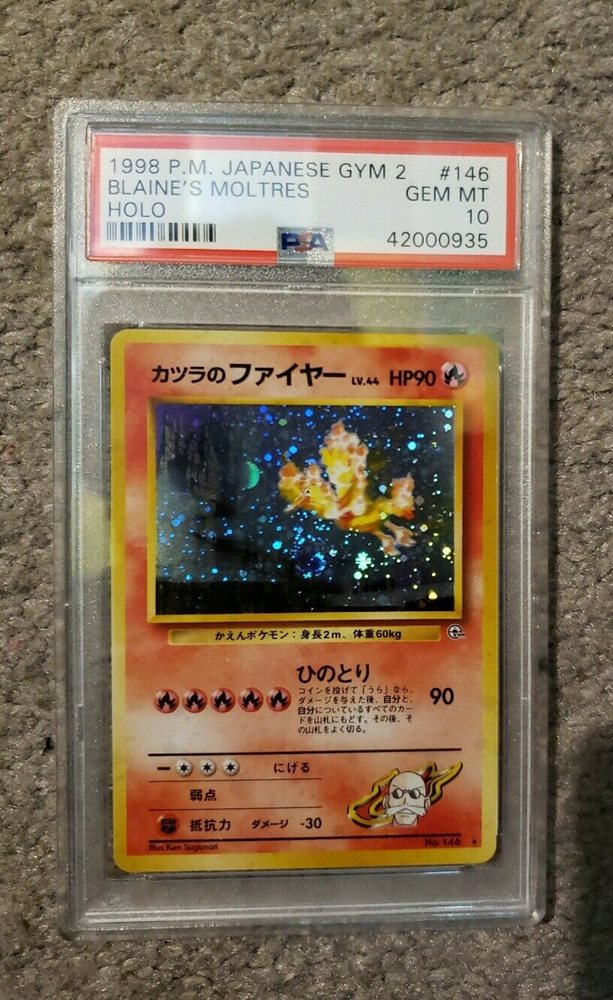 1998 P.M. JAPANESE GYM 2 #146
BLAINE'S MOLTRES GEM MT
HOLO 10
PSA 42000935
カツラのファイヤー LV.44 HP90
かえんポケモン：身長2m、体重60kg
ひのとり
コインを投げて「うら」なら、
ダメージを与えた後、自分と、
自分についているすべてのカー
ドを山札にもどす。その後、そ
の山札をよく切る。
90
にげる
弱点
抵抗力 ダメージ -30
Illus. Ken Sugimori No. 146 ★